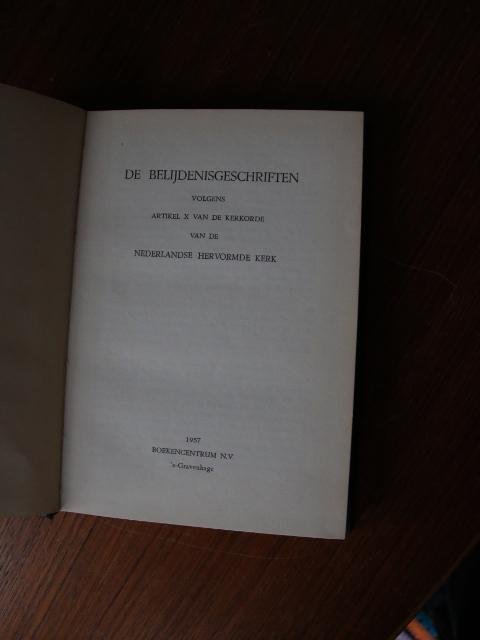 DE BELIJDENISGESCHRIFTEN
VOLGENS
ARTIKEL X VAN DE KERKORDE
VAN DE
NEDERLANDSE HERVORMDE KERK
1957
BOEKENCENTRUM N.V.
's-Gravenhage